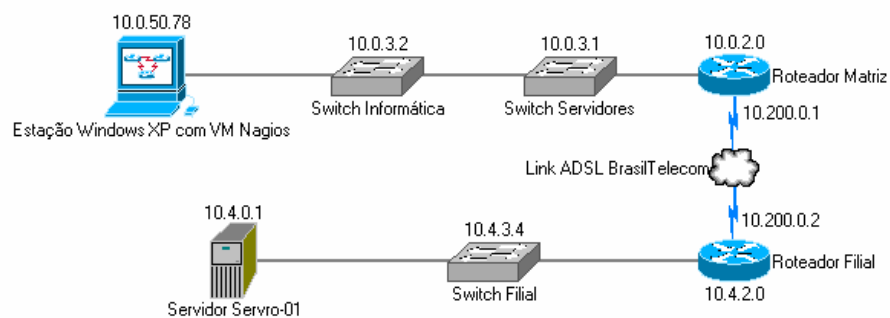 10.0.50.78
10.0.3.2
10.0.3.1
10.0.2.0
Estação Windows XP com VM Nagios
Switch Informática
Switch Servidores
Roteador Matriz
10.200.0.1
Link ADSL BrasilTelecom
10.200.0.2
10.4.0.1
10.4.3.4
Servidor Servro-01
Switch Filial
Roteador Filial
10.4.2.0